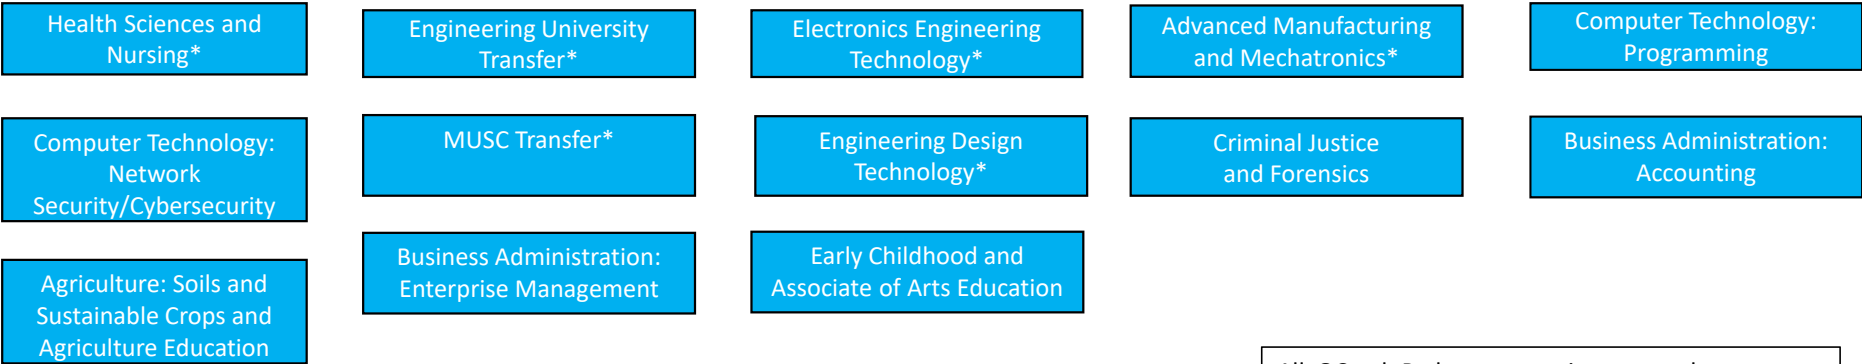 Health Sciences and
Nursing*
Engineering University
Transfer*
Electronics Engineering
Technology*
Advanced Manufacturing
and Mechatronics*
Computer Technology:
Programming
Computer Technology:
Network
Security/Cybersecurity
MUSC Transfer*
Engineering Design
Technology*
Criminal Justice
and Forensics
Business Administration:
Accounting
Agriculture: Soils and
Sustainable Crops and
Agriculture Education
Business Administration:
Enterprise Management
Early Childhood and
Associate of Arts Education